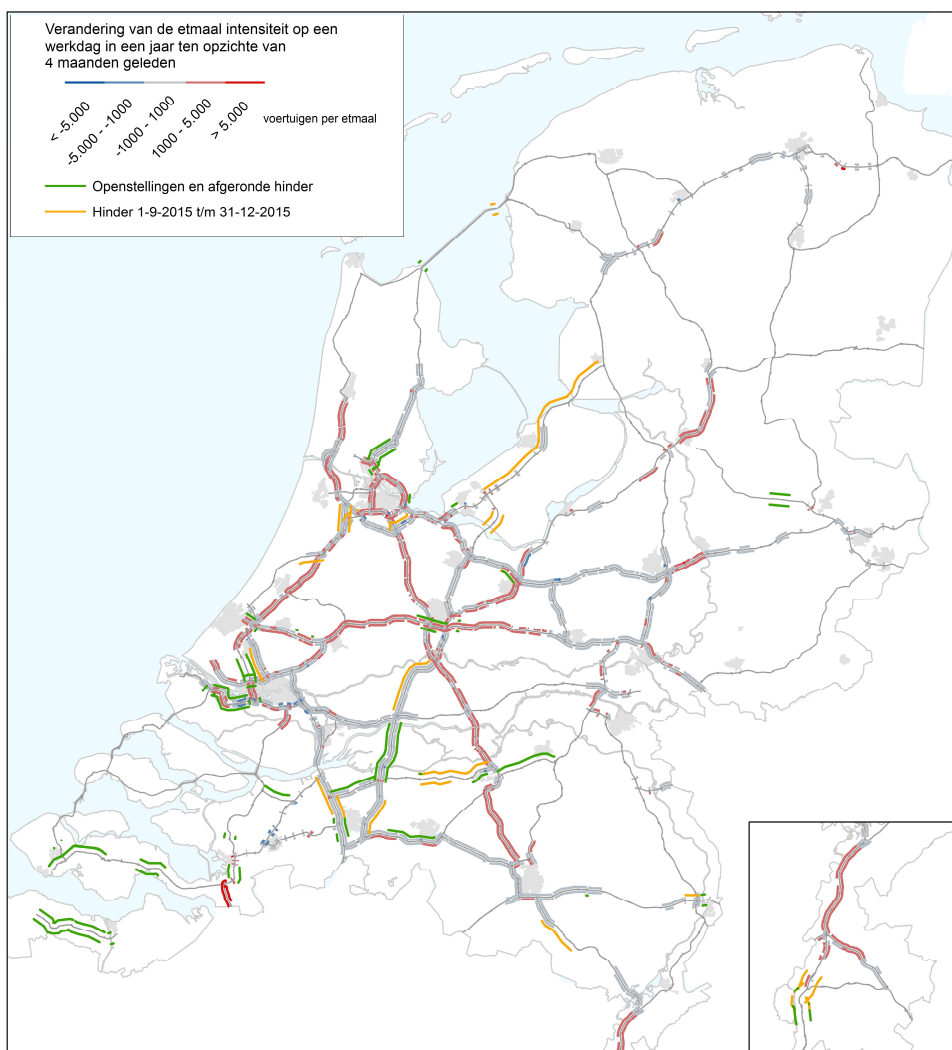 Verandering van de etmaal intensiteit op een
werkdag in een jaar ten opzichte van
4 maanden geleden
< -5.000
-5.000 - -1000
-1000 - 1000
1000 - 5.000
> 5.000
voertuigen per etmaal
Openstellingen en afgeronde hinder
Hinder 1-9-2015 t/m 31-12-2015